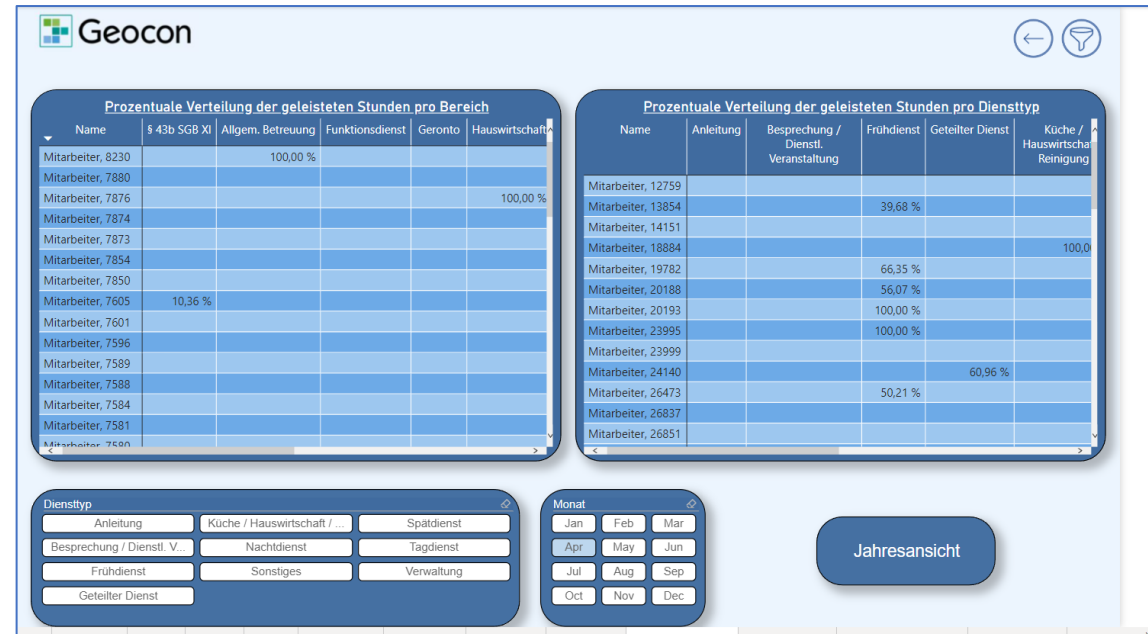 Geocon
Prozentuale Verteilung der geleisteten Stunden pro Bereich
Name § 43b SGB XI Allgem. Betreuung Funktionsdienst Geronto Hauswirtschaft
Mitarbeiter, 8230 100,00 %
Mitarbeiter, 7880
Mitarbeiter, 7876 100,00 %
Mitarbeiter, 7874
Mitarbeiter, 7873
Mitarbeiter, 7854
Mitarbeiter, 7850
Mitarbeiter, 7605 10,36 %
Mitarbeiter, 7601
Mitarbeiter, 7596
Mitarbeiter, 7589
Mitarbeiter, 7588
Mitarbeiter, 7584
Mitarbeiter, 7581
Mitarbeiter, 7580
Prozentuale Verteilung der geleisteten Stunden pro Diensttyp
Name Anleitung Besprechung / Frühdienst Geteilter Dienst Küche /
Dienstl. Hauswirtschaf
Veranstaltung Reinigung
Mitarbeiter, 12759
Mitarbeiter, 13854 39,68 %
Mitarbeiter, 14151
Mitarbeiter, 18884 100,0
Mitarbeiter, 19782 66,35 %
Mitarbeiter, 20188 56,07 %
Mitarbeiter, 20193 100,00 %
Mitarbeiter, 23995 100,00 %
Mitarbeiter, 23999
Mitarbeiter, 24140 60,96 %
Mitarbeiter, 26473 50,21 %
Mitarbeiter, 26837
Mitarbeiter, 26851
Diensttyp
Anleitung Küche / Hauswirtschaft / ... Spätdienst
Besprechung / Dienstl. V... Nachtdienst Tagdienst
Frühdienst Sonstiges Verwaltung
Geteilter Dienst
Monat
Jan Feb Mar
Apr May Jun
Jul Aug Sep
Oct Nov Dec
Jahresansicht